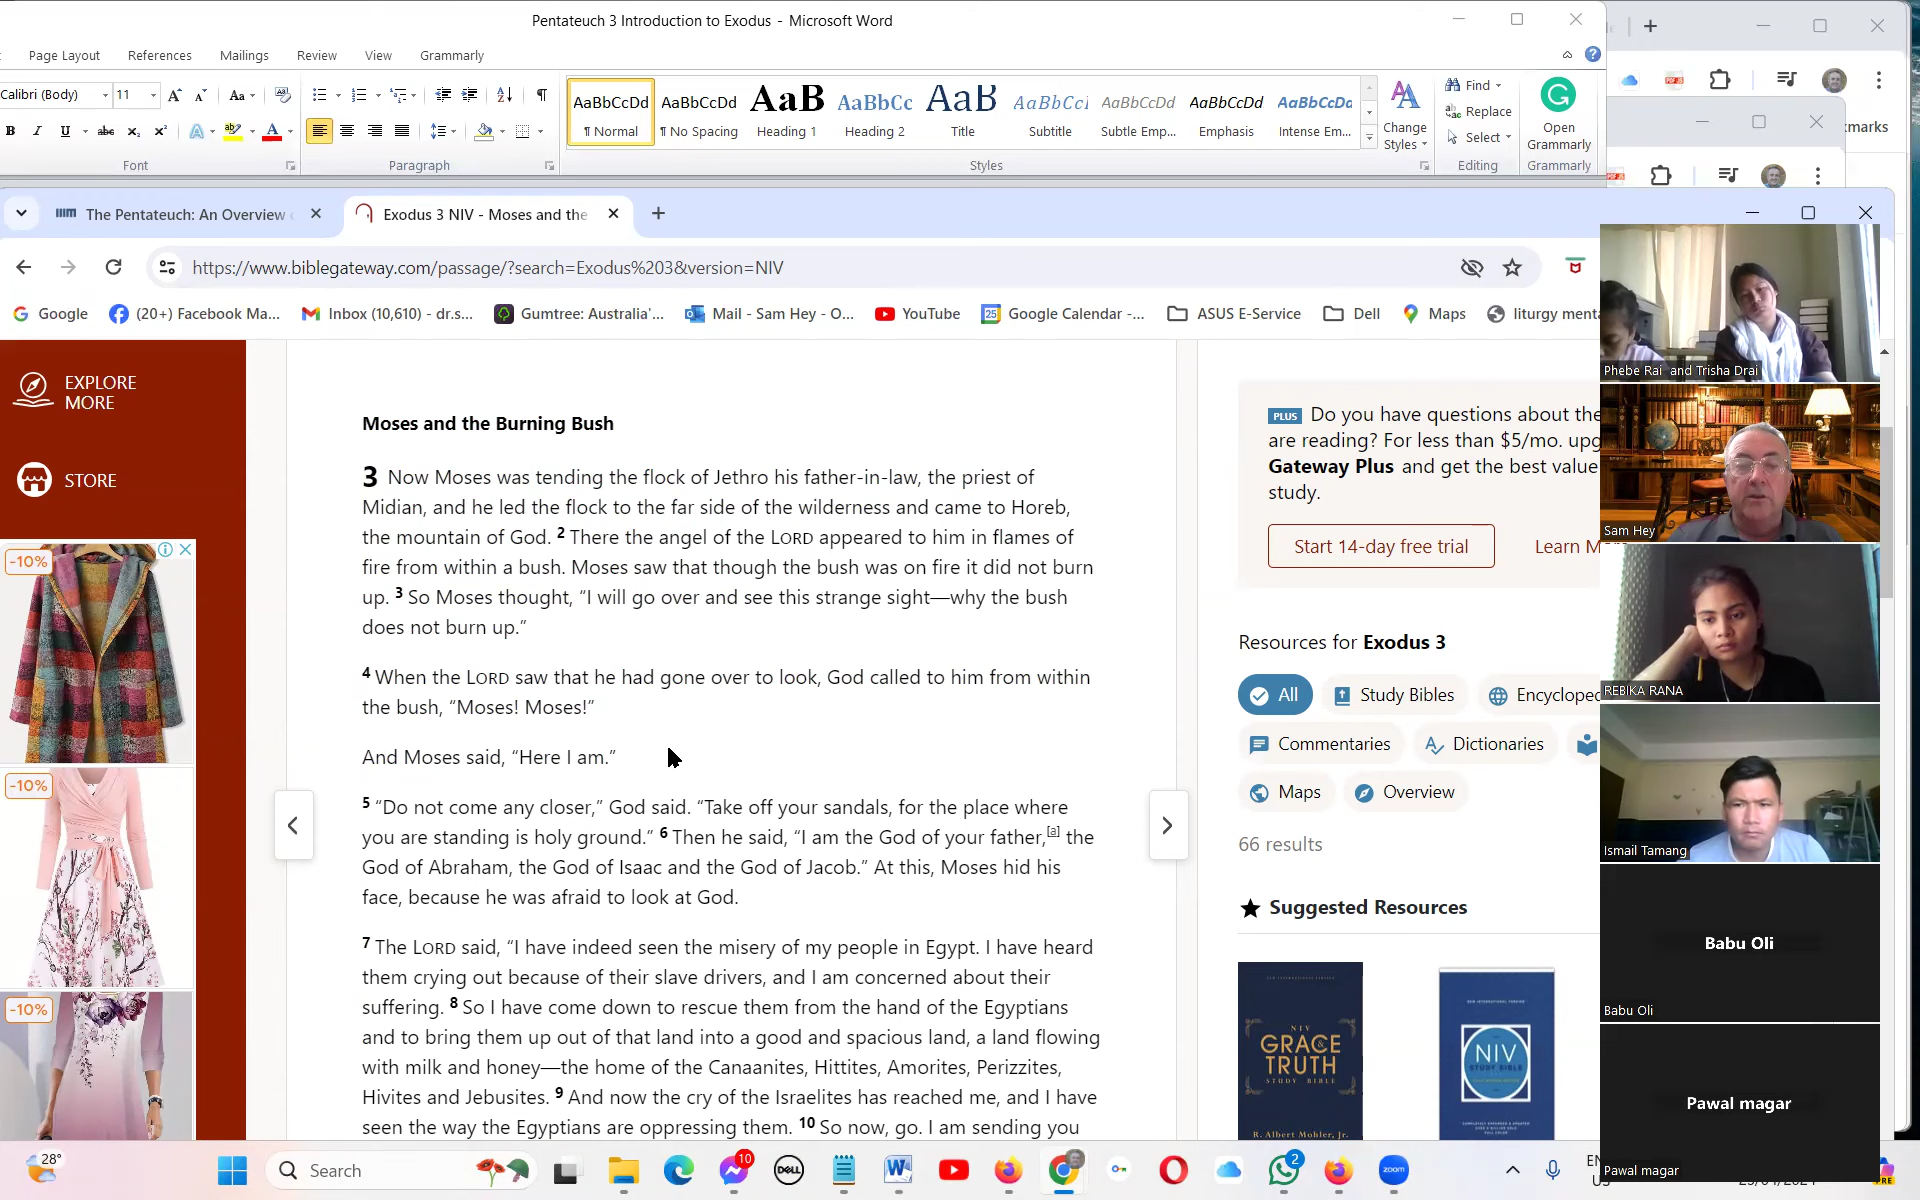 Pentateuch 3 Introduction to Exodus - Microsoft Word
Page Layout References Mailings Review View Grammarly
Calibri (Body) 11
Find
Replace
Select
AaBbCcDd AaBbCcDd AaB AaBbCc AaB AaBbCcI AaBbCcDd AaBbCcDd AaBbCcDd
¶ Normal ¶ No Spacing Heading 1 Heading 2 Title Subtitle Subtle Emp... Emphasis Intense Em...
Change
Styles
Open
Grammarly
Font Paragraph Styles Editing Grammarly
The Pentateuch: An Overview
Exodus 3 NIV - Moses and the
https://www.biblegateway.com/passage/?search=Exodus%203&version=NIV
Google (20+) Facebook Ma... Inbox (10,610) - dr.s... Gumtree: Australia'... Mail - Sam Hey - O... YouTube Google Calendar -... ASUS E-Service Dell Maps liturgy
EXPLORE
MORE
STORE
-10%
-10%
-10%
Moses and the Burning Bush
3 Now Moses was tending the flock of Jethro his father-in-law, the priest of
Midian, and he led the flock to the far side of the wilderness and came to Horeb,
the mountain of God. 2 There the angel of the LORD appeared to him in flames of
fire from within a bush. Moses saw that though the bush was on fire it did not burn
up. 3 So Moses thought, “I will go over and see this strange sight—why the bush
does not burn up.”
4 When the LORD saw that he had gone over to look, God called to him from within
the bush, “Moses! Moses!”
And Moses said, “Here I am.”
5 “Do not come any closer,” God said. “Take off your sandals, for the place where
you are standing is holy ground.” 6 Then he said, “I am the God of your father,[a] the
God of Abraham, the God of Isaac and the God of Jacob.” At this, Moses hid his
face, because he was afraid to look at God.
7 The LORD said, “I have indeed seen the misery of my people in Egypt. I have heard
them crying out because of their slave drivers, and I am concerned about their
suffering. 8 So I have come down to rescue them from the hand of the Egyptians
and to bring them up out of that land into a good and spacious land, a land flowing
with milk and honey—the home of the Canaanites, Hittites, Amorites, Perizzites,
Hivites and Jebusites. 9 And now the cry of the Israelites has reached me, and I have
seen the way the Egyptians are oppressing them. 10 So now, go. I am sending you
PLUS Do you have questions about the
are reading? For less than $5/mo. upg
Gateway Plus and get the best value
study.
Start 14-day free trial Learn
Resources for Exodus 3
All Study Bibles Encycloped
Commentaries Dictionaries
Maps Overview
66 results
Suggested Resources
NIV
GRACE
& TRUTH
STUDY BIBLE
R. Albert Mohler, Jr.
NIV
STUDY BIBLE
Phebe Rai and Trisha Drai
Sam Hey
REBIKA RANA
Ismail Tamang
Babu Oli
Babu Oli
Pawal magar
Pawal magar
28°
Search
10
DELL
2
zoom